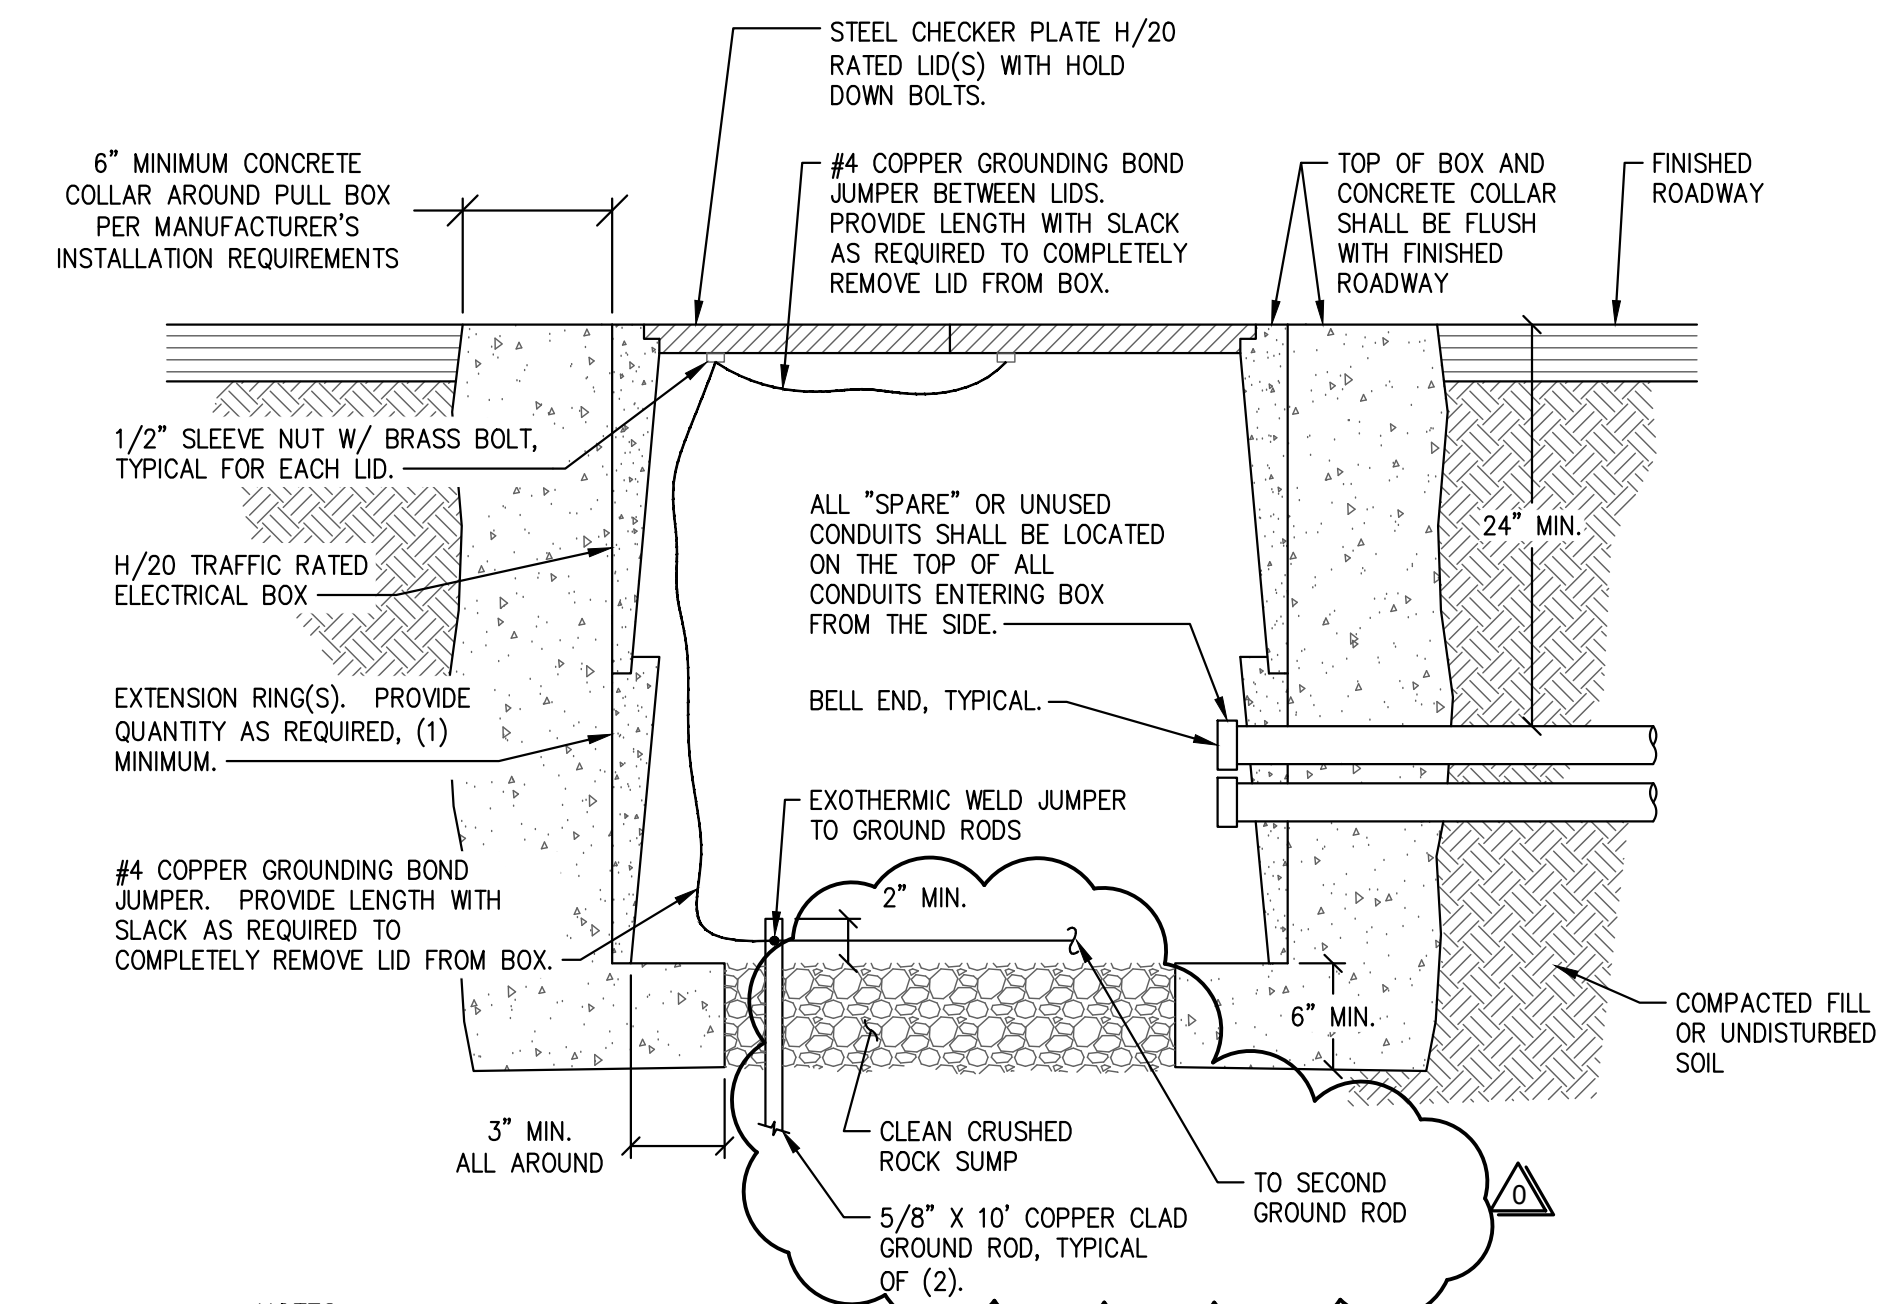 STEEL CHECKER PLATE H/20
RATED LID(S) WITH HOLD
DOWN BOLTS.
6” MINIMUM CONCRETE
COLLAR AROUND PULL BOX
PER MANUFACTURER'S
INSTALLATION REQUIREMENTS
#4 COPPER GROUNDING BOND
JUMPER BETWEEN LIDS.
PROVIDE LENGTH WITH SLACK
AS REQUIRED TO COMPLETELY
REMOVE LID FROM BOX.
TOP OF BOX AND
CONCRETE COLLAR
SHALL BE FLUSH
WITH FINISHED
ROADWAY
FINISHED
ROADWAY
1/2” SLEEVE NUT W/ BRASS BOLT,
TYPICAL FOR EACH LID.
ALL "SPARE" OR UNUSED
CONDUITS SHALL BE LOCATED
ON THE TOP OF ALL
CONDUITS ENTERING BOX
FROM THE SIDE.
24” MIN.
H/20 TRAFFIC RATED
ELECTRICAL BOX
EXTENSION RING(S). PROVIDE
QUANTITY AS REQUIRED, (1)
MINIMUM.
BELL END, TYPICAL.
EXOTHERMIC WELD JUMPER
TO GROUND RODS
#4 COPPER GROUNDING BOND
JUMPER. PROVIDE LENGTH WITH
SLACK AS REQUIRED TO
COMPLETELY REMOVE LID FROM BOX.
2” MIN.
6” MIN.
COMPACTED FILL
OR UNDISTURBED
SOIL
3” MIN.
ALL AROUND
CLEAN CRUSHED
ROCK SUMP
TO SECOND
GROUND ROD
0
5/8” X 10' COPPER CLAD
GROUND ROD, TYPICAL
OF (2).